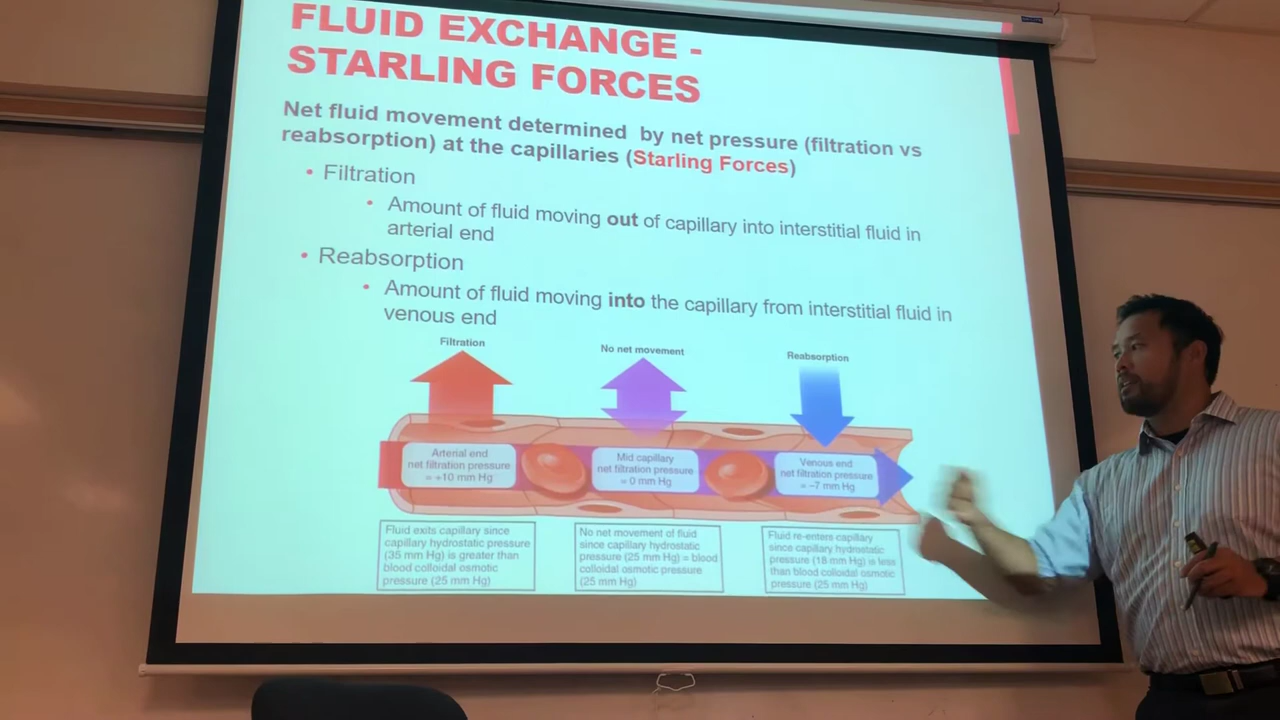 FLUID EXCHANGE -
STARLING FORCES
Net fluid movement determined by net pressure (filtration vs
reabsorption) at the capillaries (Starling Forces)
• Filtration
• Amount of fluid moving out of capillary into interstitial fluid in
arterial end
• Reabsorption
• Amount of fluid moving into the capillary from interstitial fluid in
venous end
Filtration
No net movement
Reabsorption
Arterial end
net filtration pressure
= +10 mm Hg
Mid capillary
net filtration pressure
= 0 mm Hg
Venous end
net filtration pressure
= –7 mm Hg
Fluid exits capillary since
capillary hydrostatic pressure
(35 mm Hg) is greater than
blood colloidal osmotic
pressure (25 mm Hg)
No net movement of fluid
since capillary hydrostatic
pressure (25 mm Hg) = blood
colloidal osmotic pressure
(25 mm Hg)
Fluid re-enters capillary
since capillary hydrostatic
pressure (18 mm Hg) is less
than blood colloidal osmotic
pressure (25 mm Hg)